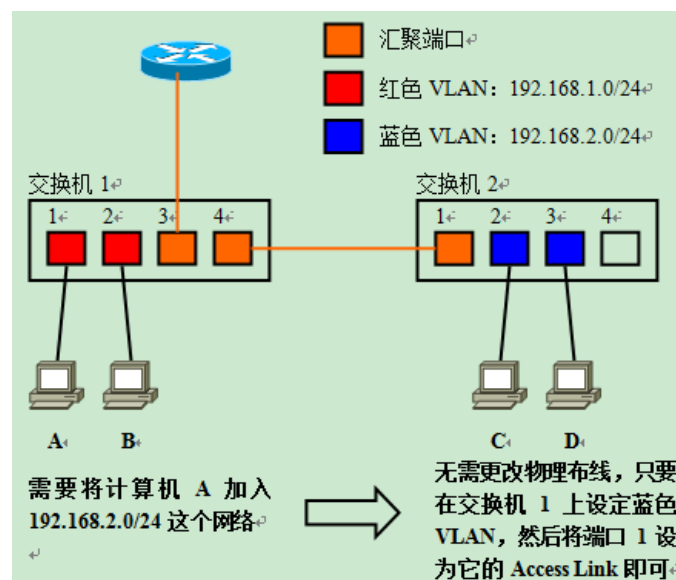 汇聚端口
红色 VLAN：192.168.1.0/24
蓝色 VLAN：192.168.2.0/24
交换机 1
1 2 3 4
交换机 2
1 2 3 4
A B
C D
需要将计算机 A 加入
192.168.2.0/24 这个网络
无需更改物理布线，只要
在交换机 1 上设定蓝色
VLAN，然后将端口 1 设
为它的 Access Link 即可